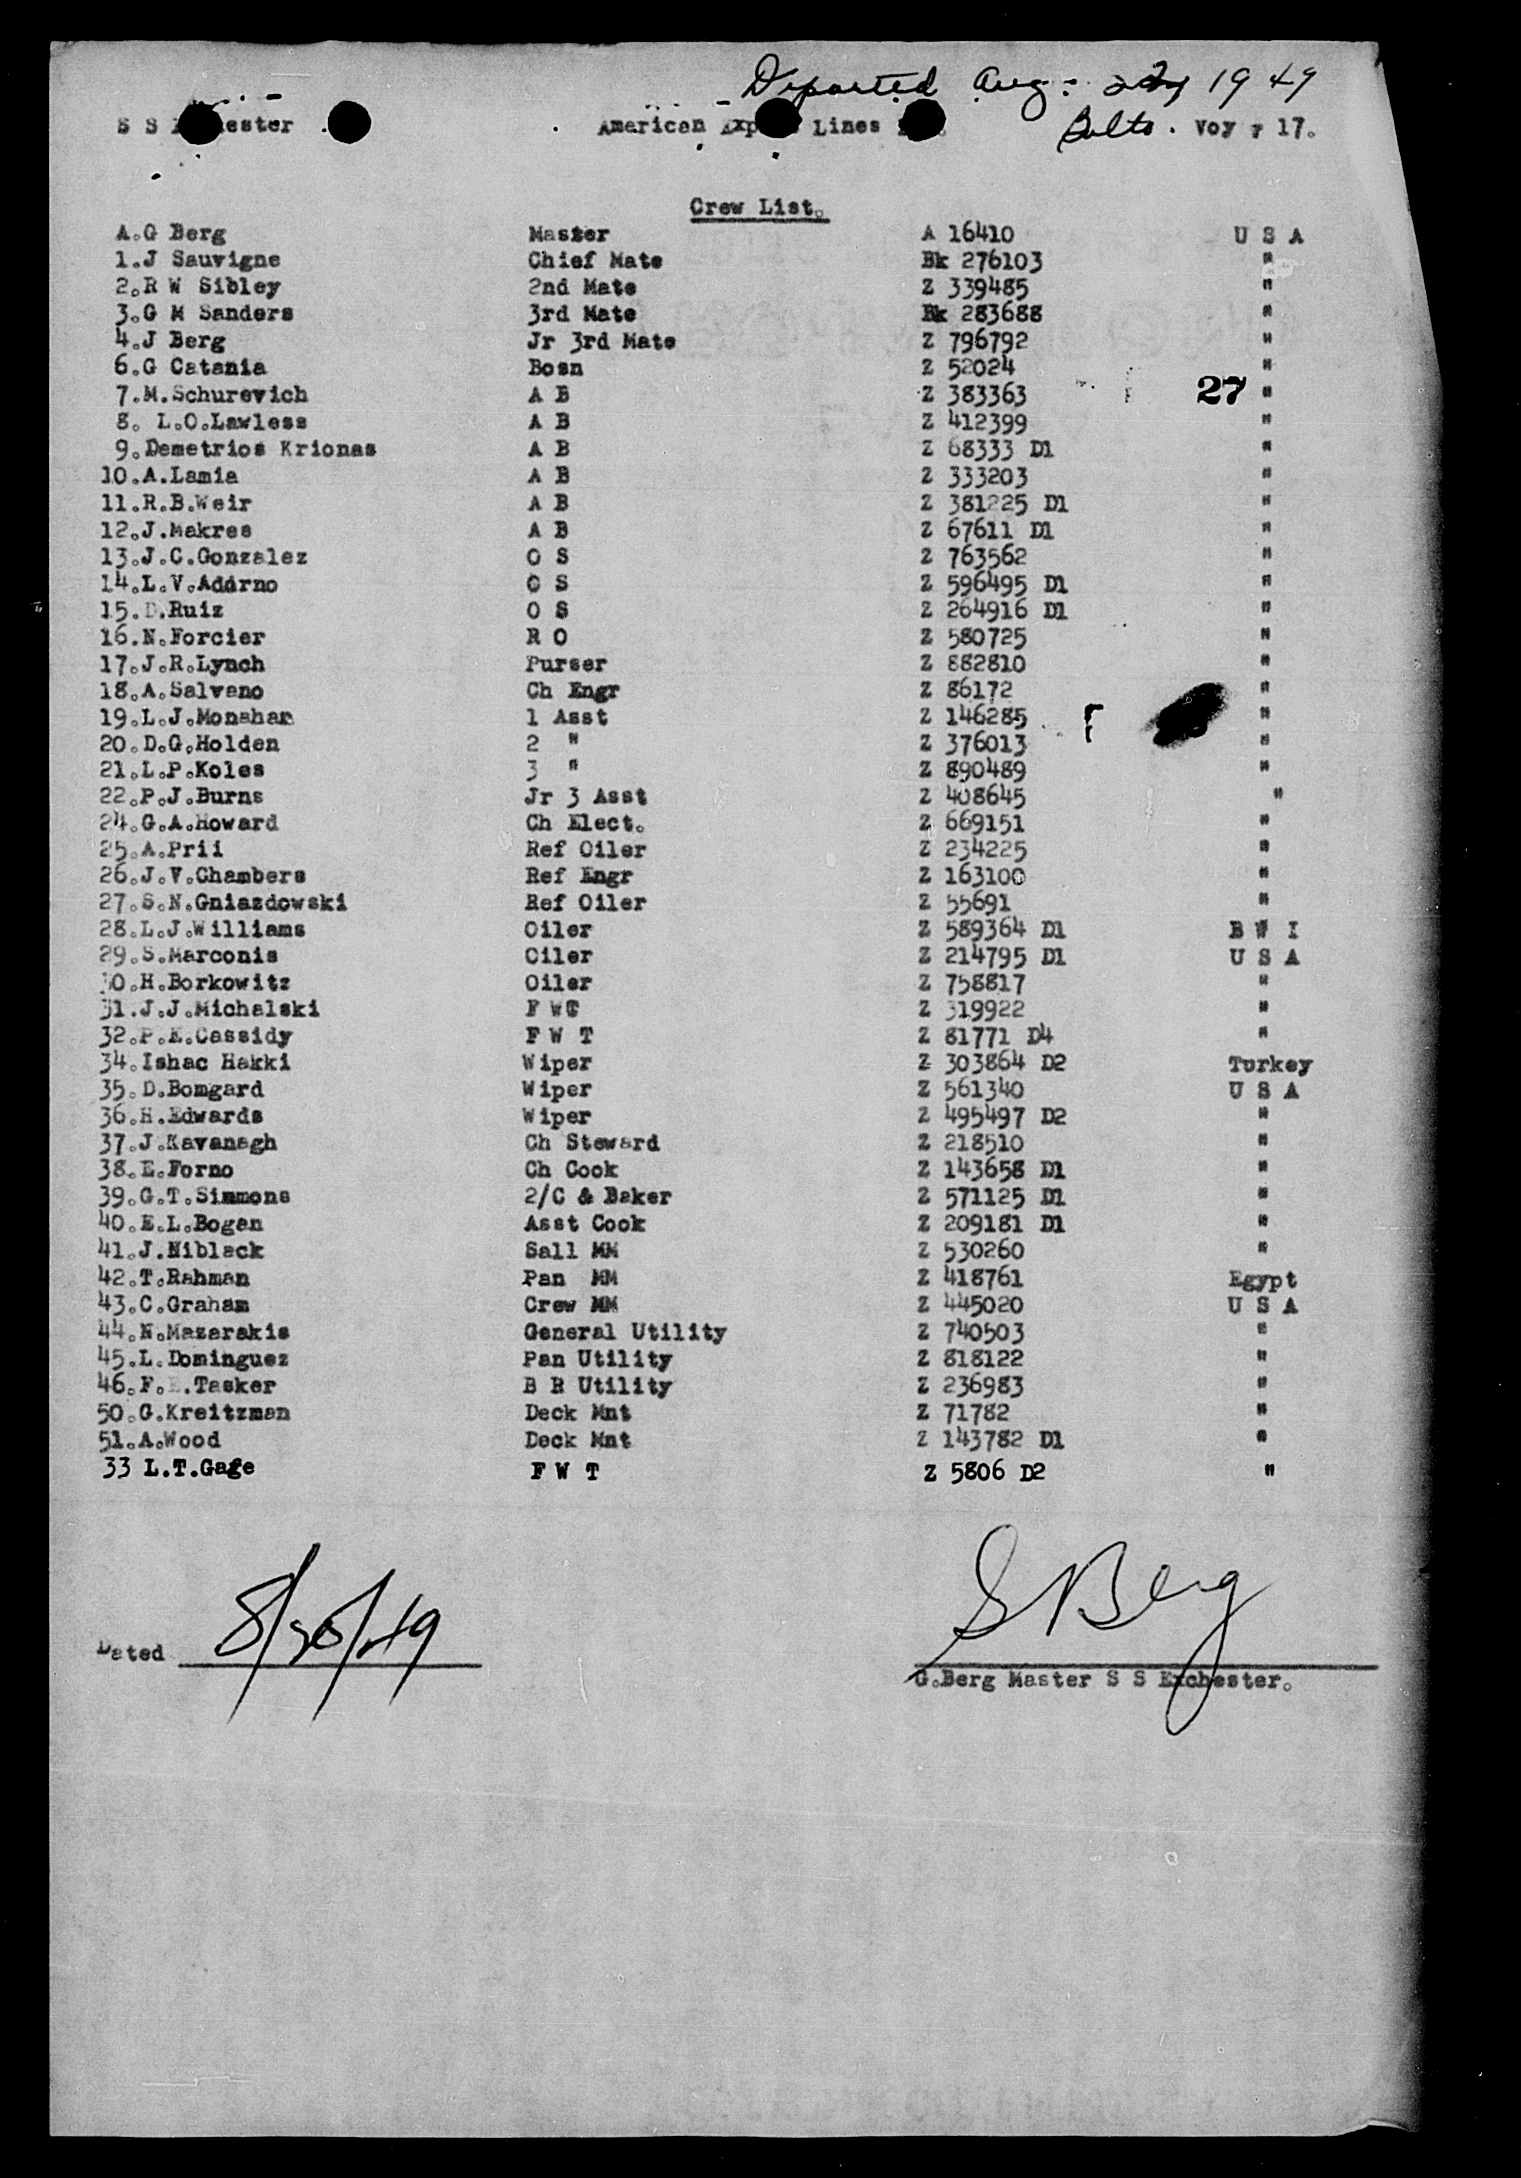 Departed Aug. 1949
S S ester American Exp Lines Balto. Voy 17.
Crew List.
A.G Berg Master A 16410 U S A
1.J Sauvigne Chief Mate Bk 276103 "
2.R W Sibley 2nd Mate Z 339485 "
3.G M Sanders 3rd Mate Bk 283688 "
4.J Berg Jr 3rd Mate Z 796792 "
6.G Catania Bosn Z 52024 "
7.M.Schurevich A B Z 383363 27 "
8. L.O.Lawless A B Z 412399 "
9.Demetrios Krionas A B Z 68333 D1 "
10.A.Lamia A B Z 333203 "
11.R.B.Weir A B Z 381225 D1 "
12.J.Makres A B Z 67611 D1 "
13.J.C.Gonzalez O S Z 763562 "
14.L.V.Addrno O S Z 596495 D1 "
15.D.Ruiz O S Z 264916 D1 "
16.N.Forcier R O Z 580725 "
17.J.R.Lynch Purser Z 882810 "
18.A.Salvano Ch Engr Z 86172 "
19.L.J.Monahan 1 Asst Z 146285 "
20.D.G.Holden 2 " Z 376013 "
21.L.P.Koles 3 " Z 890489 "
22.P.J.Burns Jr 3 Asst Z 408645 "
24.G.A.Howard Ch Elect. Z 669151 "
25.A.Prii Ref Oiler Z 234225 "
26.J.V.Chambers Ref Engr Z 163100 "
27.S.N.Gniazdowski Ref Oiler Z 55691 "
28.L.J.Williams Oiler Z 589364 D1 B W I
29.S.Marconis Oiler Z 214795 D1 U S A
30.H.Borkowitz Oiler Z 758817 "
31.J.J.Michalski F W T Z 319922 "
32.P.E.Cassidy F W T Z 81771 D4 "
34.Ishac Hakki Wiper Z 303864 D2 Turkey
35.D.Bomgard Wiper Z 561340 U S A
36.H.Edwards Wiper Z 495497 D2 "
37.J.Kavanagh Ch Steward Z 218510 "
38.E.Forno Ch Cook Z 143658 D1 "
39.G.T.Simmons 2/C & Baker Z 571125 D1 "
40.E.L.Bogan Asst Cook Z 209181 D1 "
41.J.Niblack Sall MM Z 530260 "
42.T.Rahman Pan MM Z 418761 Egypt
43.C.Graham Crew MM Z 445020 U S A
44.N.Mazarakis General Utility Z 740503 "
45.L.Dominguez Pan Utility Z 818122 "
46.F. .Tasker B R Utility Z 236983 "
50.G.Kreitzman Deck Mnt Z 71782 "
51.A.Wood Deck Mnt Z 143782 D1 "
33 L.T.Gage F W T Z 5806 D2 "
Dated 8/ /49 Berg
G.Berg Master S S Exchester.